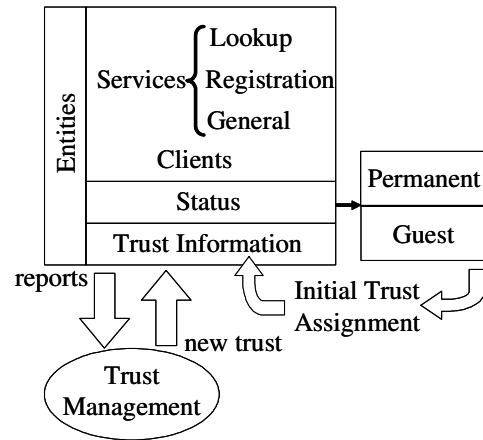 Entities
Lookup
Services
Registration
General
Clients
Status
Trust Information
Permanent
Guest
reports
new trust
Initial Trust
Assignment
Trust
Management